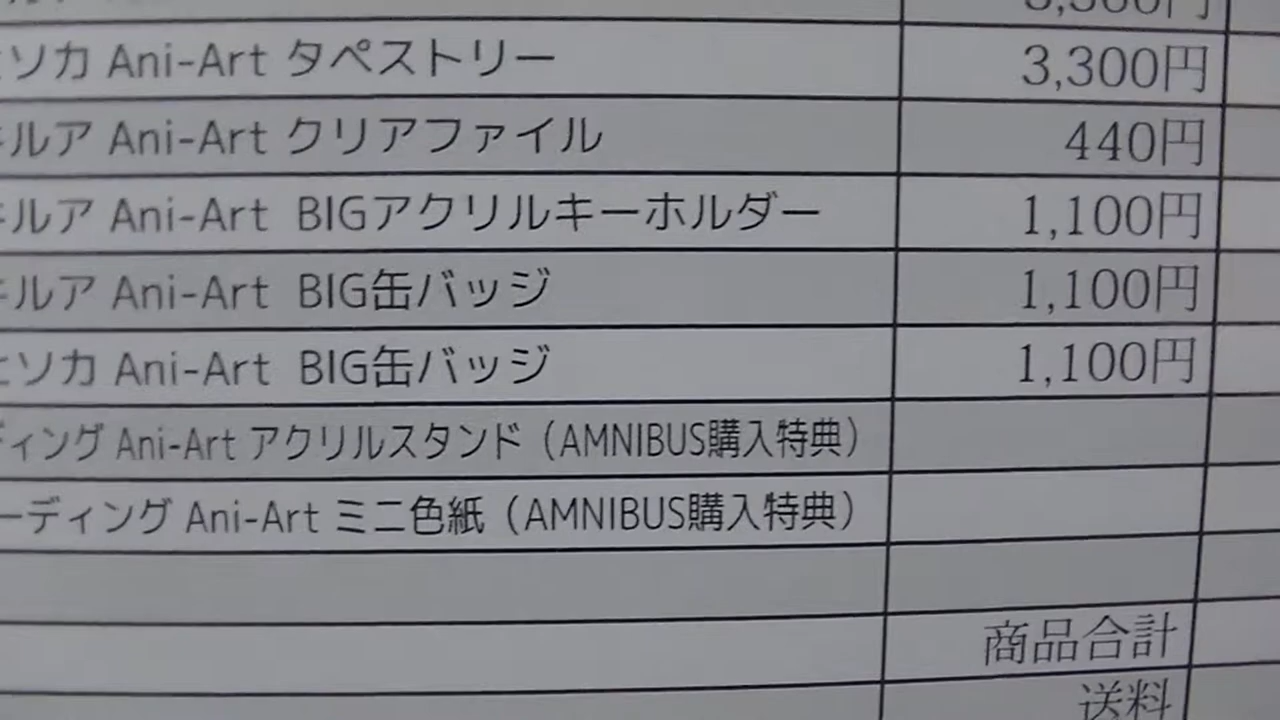 ソカ Ani-Art タペストリー 3,300円
ルア Ani-Art クリアファイル 440円
ルア Ani-Art BIGアクリルキーホルダー 1,100円
ルア Ani-Art BIG缶バッジ 1,100円
ソカ Ani-Art BIG缶バッジ 1,100円
ィング Ani-Art アクリルスタンド（AMNIBUS購入特典）
ーディング Ani-Art ミニ色紙（AMNIBUS購入特典）
商品合計
送料